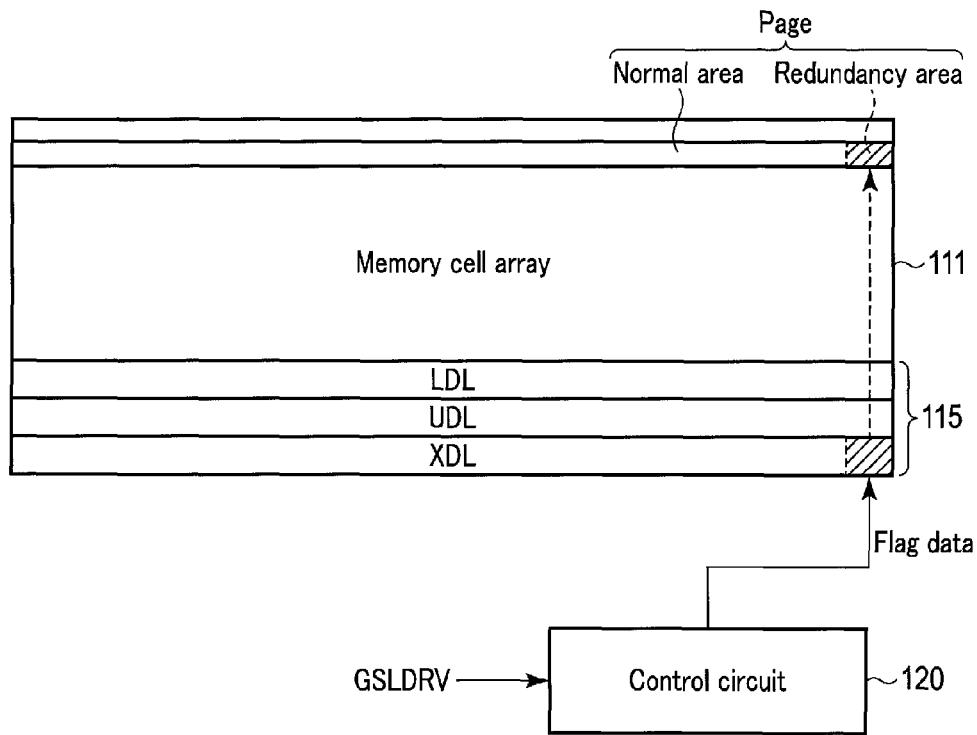 Page
Normal area Redundancy area
Memory cell array
111
LDL
UDL
115
XDL
Flag data
GSLDRV
Control circuit
120